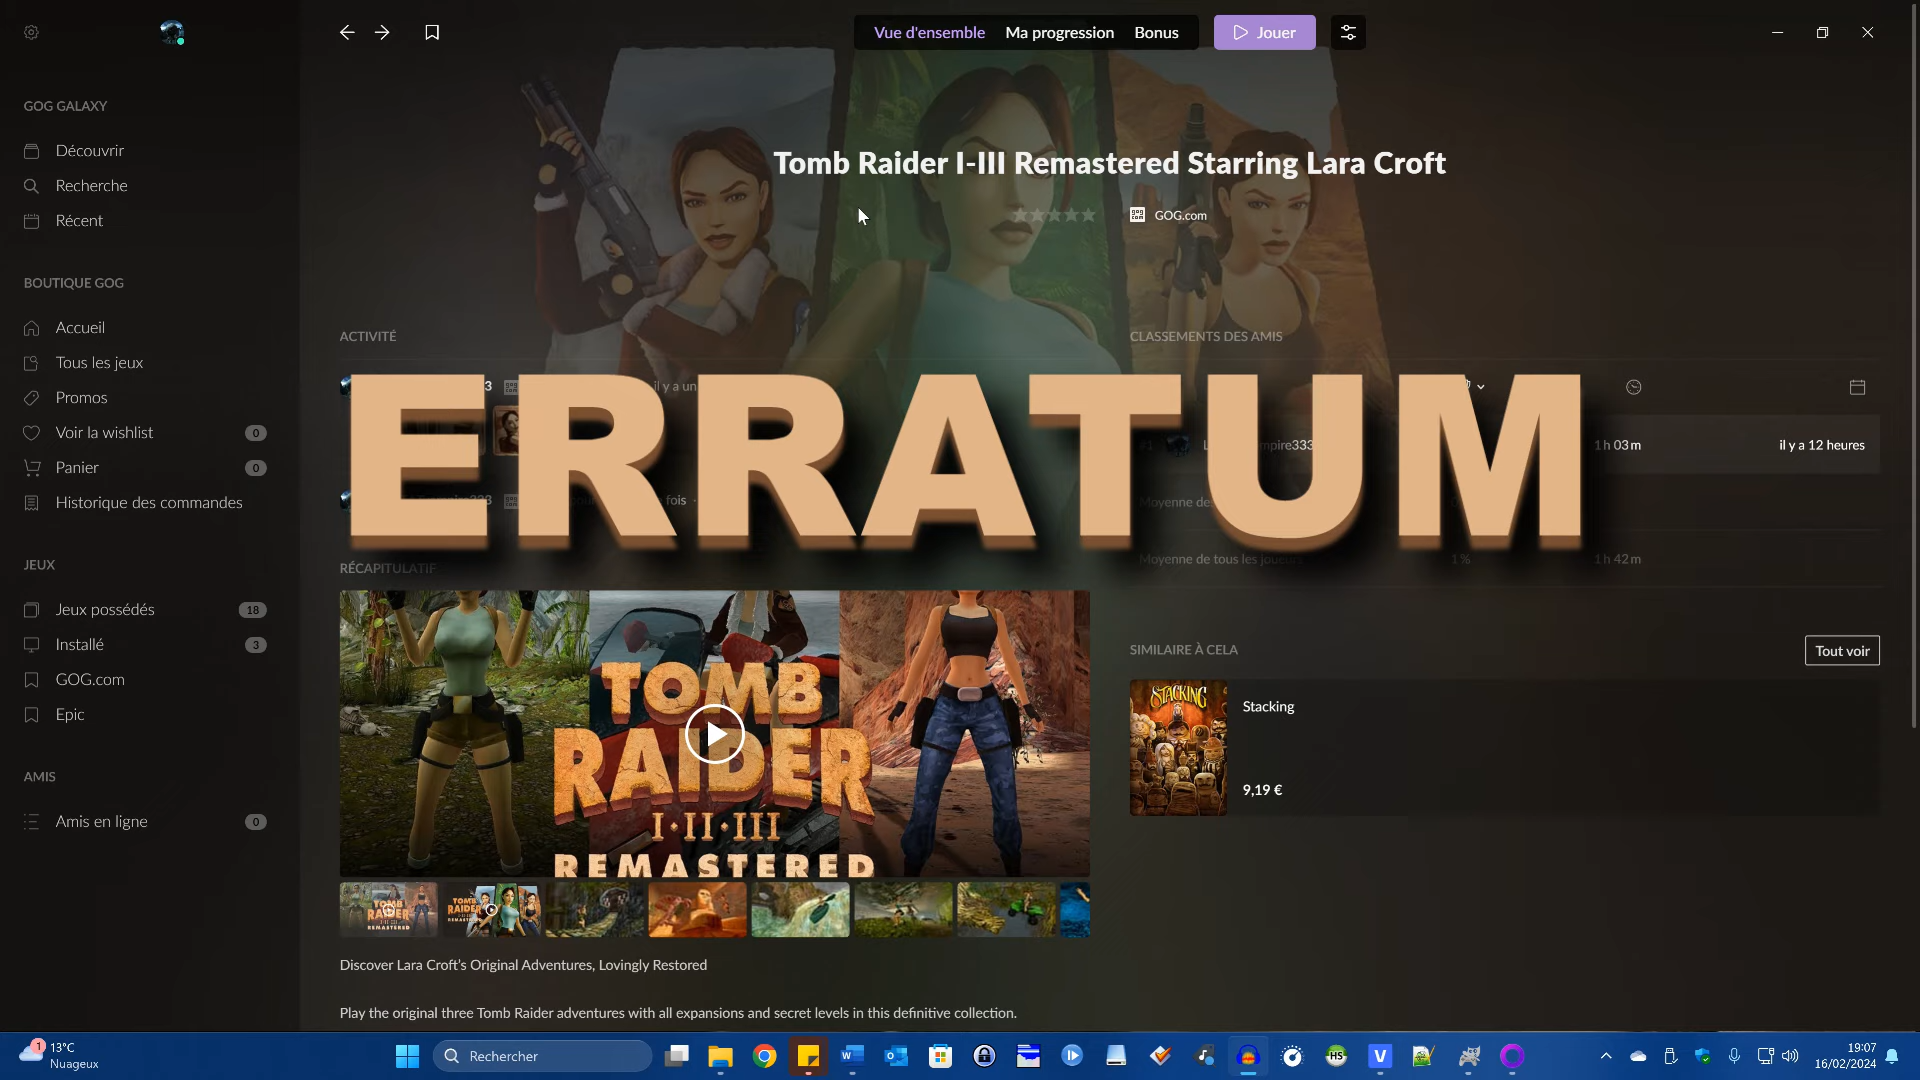 Vue d'ensemble
Ma progression
Bonus
Jouer
GOG GALAXY
Découvrir
Recherche
Récent
BOUTIQUE GOG
Accueil
Tous les jeux
Promos
Voir la wishlist 0
Panier 0
Historique des commandes
JEUX
Jeux possédés 18
Installé 3
GOG.com
Epic
AMIS
Amis en ligne 0
Tomb Raider I-III Remastered Starring Lara Croft
GOG.com
ACTIVITÉ
il y a un
fois
ERRATUM
RÉCAPITULATIF
TOMB
RAIDER
I·II·III
REMASTERED
Discover Lara Croft's Original Adventures, Lovingly Restored
Play the original three Tomb Raider adventures with all expansions and secret levels in this definitive collection.
CLASSEMENTS DES AMIS
#1
1 h 03 m
il y a 12 heures
Moyenne de tous les joueurs
1 %
1 h 42 m
SIMILAIRE À CELA
Tout voir
STACKING
Stacking
9,19 €
1
13°C
Nuageux
Rechercher
19:07
16/02/2024